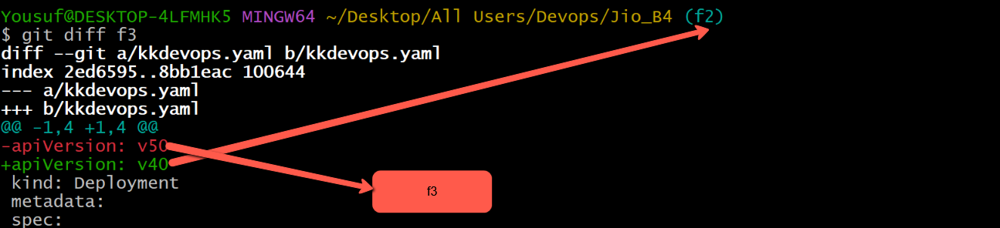 Yousuf@DESKTOP-4LFMHK5 MINGW64 ~/Desktop/All Users/Devops/Jio_B4 (f2)
$ git diff f3
diff --git a/kkdevops.yaml b/kkdevops.yaml
index 2ed6595..8bb1eac 100644
--- a/kkdevops.yaml
+++ b/kkdevops.yaml
@@ -1,4 +1,4 @@
-apiVersion: v50
+apiVersion: v40
 kind: Deployment
 metadata:
 spec:
f3